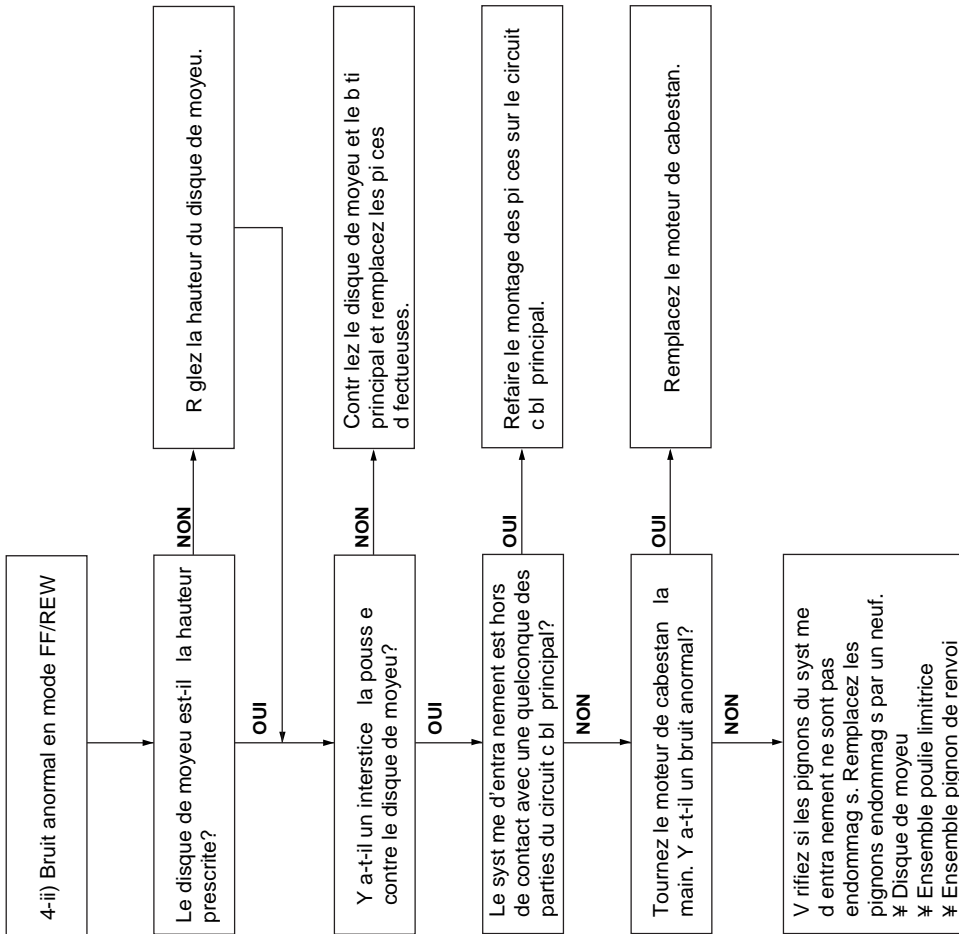 4-ii) Bruit anormal en mode FF/REW
Le disque de moyeu est-il la hauteur
prescrite?
NON
R glez la hauteur du disque de moyeu.
OUI
Y a-t-il un interstice la pouss e
contre le disque de moyeu?
NON
Contr lez le disque de moyeu et le b ti
principal et remplacez les pi ces
d fectueuses.
OUI
Le syst me d'entra nement est hors
de contact avec une quelconque des
parties du circuit c bl principal?
OUI
Refaire le montage des pi ces sur le circuit
c bl principal.
NON
Tournez le moteur de cabestan la
main. Y a-t-il un bruit anormal?
OUI
Remplacez le moteur de cabestan.
NON
V rifiez si les pignons du syst me
d entra nement ne sont pas
endommag s. Remplacez les
pignons endommag s par un neuf.
¥ Disque de moyeu
¥ Ensemble poulie limitrice
¥ Ensemble pignon de renvoi